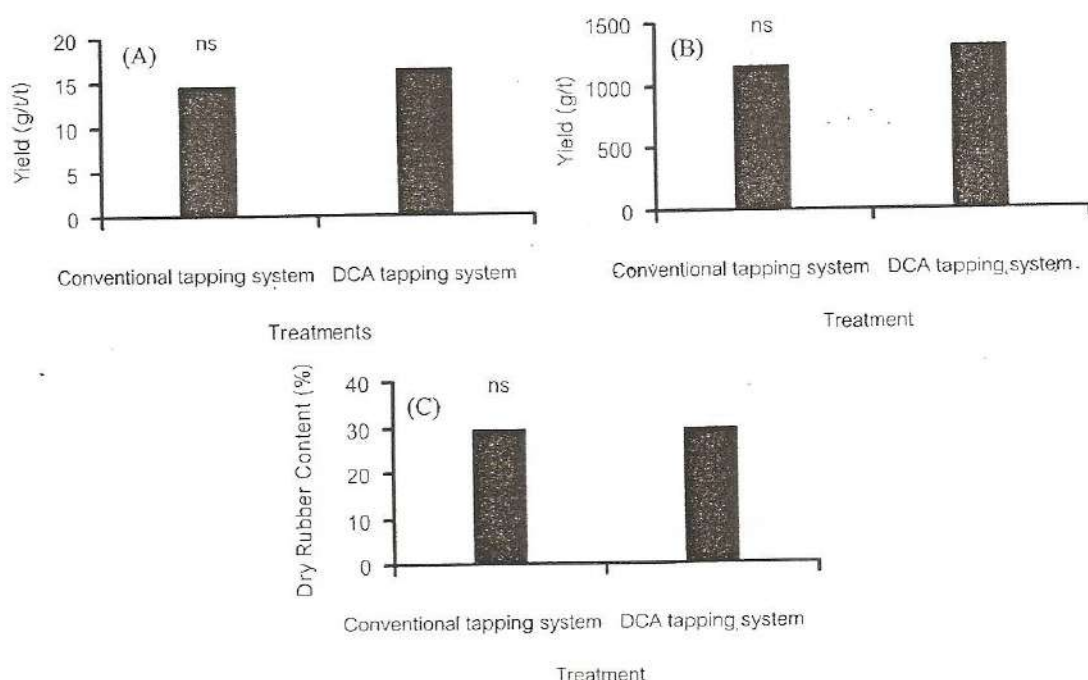 (A)
ns
Yield (g/t/t)
20
15
10
5
0
Conventional tapping system DCA tapping system
Treatments
(B)
ns
Yield (g/t)
1500
1000
500
0
Conventional tapping system DCA tapping system
Treatment
(C)
ns
Dry Rubber Content (%)
40
30
20
10
0
Conventional tapping system DCA tapping system
Treatment